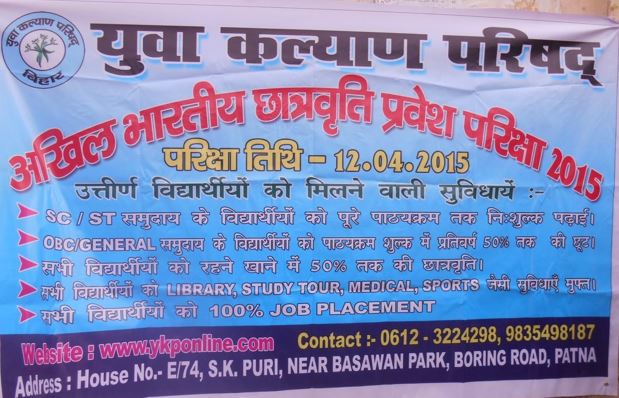 युवा कल्याण परिषद्
बिहार
युवा कल्याण परिषद्
अखिल भारतीय छात्रवृति प्रवेश परिक्षा 2015
परिक्षा तिथि – 12.04.2015
उत्तीर्ण विद्यार्थीयों को मिलने वाली सुविधायें :-
SC / ST समुदाय के विद्यार्थीयों को पूरे पाठयक्रम तक निःशुल्क पढ़ाई।
OBC/GENERAL समुदाय के विद्यार्थीयों को पाठयक्रम शुल्क में प्रतिवर्ष 50% तक की छूट।
सभी विद्यार्थीयों को रहने खाने में 50% तक की छात्रवृति।
सभी विद्यार्थीयों को LIBRARY, STUDY TOUR, MEDICAL, SPORTS जैसी सुविधाएँ मुफ्त।
सभी विद्यार्थीयों को 100% JOB PLACEMENT
Website : www.ykponline.com Contact :- 0612 - 3224298, 9835498187
Address : House No.- E/74, S.K. PURI, NEAR BASAWAN PARK, BORING ROAD, PATNA